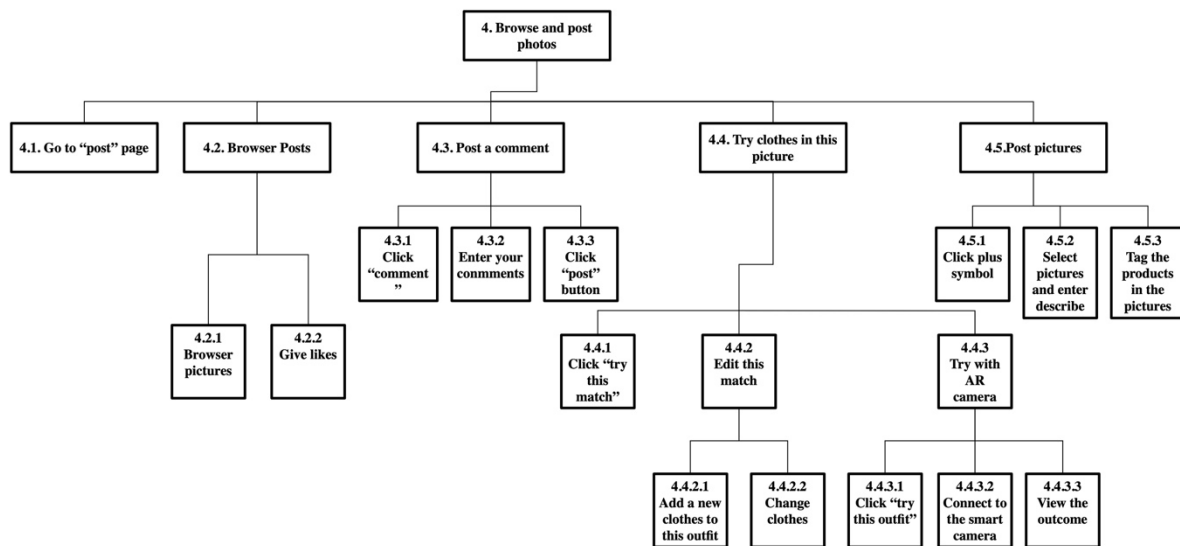 4. Browse and post
photos
4.1. Go to “post” page
4.2. Browser Posts
4.3. Post a comment
4.4. Try clothes in this
picture
4.5.Post pictures
4.2.1
Browser
pictures
4.2.2
Give likes
4.3.1
Click
“comment
”
4.3.2
Enter your
conmments
4.3.3
Click
“post”
button
4.4.1
Click “try
this
match”
4.4.2
Edit this
match
4.4.2.1
Add a new
clothes to
this outfit
4.4.2.2
Change
clothes
4.4.3
Try with
AR
camera
4.4.3.1
Click “try
this outfit”
4.4.3.2
Connect to
the smart
camera
4.4.3.3
View the
outcome
4.5.1
Click plus
symbol
4.5.2
Select
pictures
and enter
describe
4.5.3
Tag the
products
in the
pictures